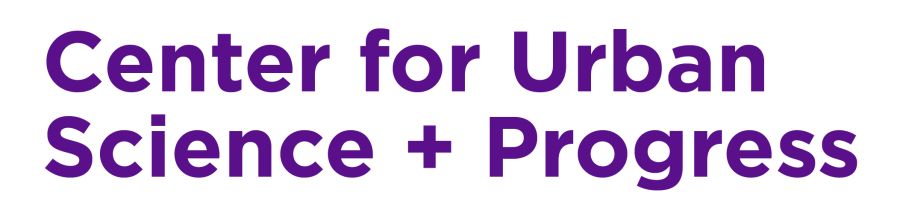 Center for Urban
Science + Progress